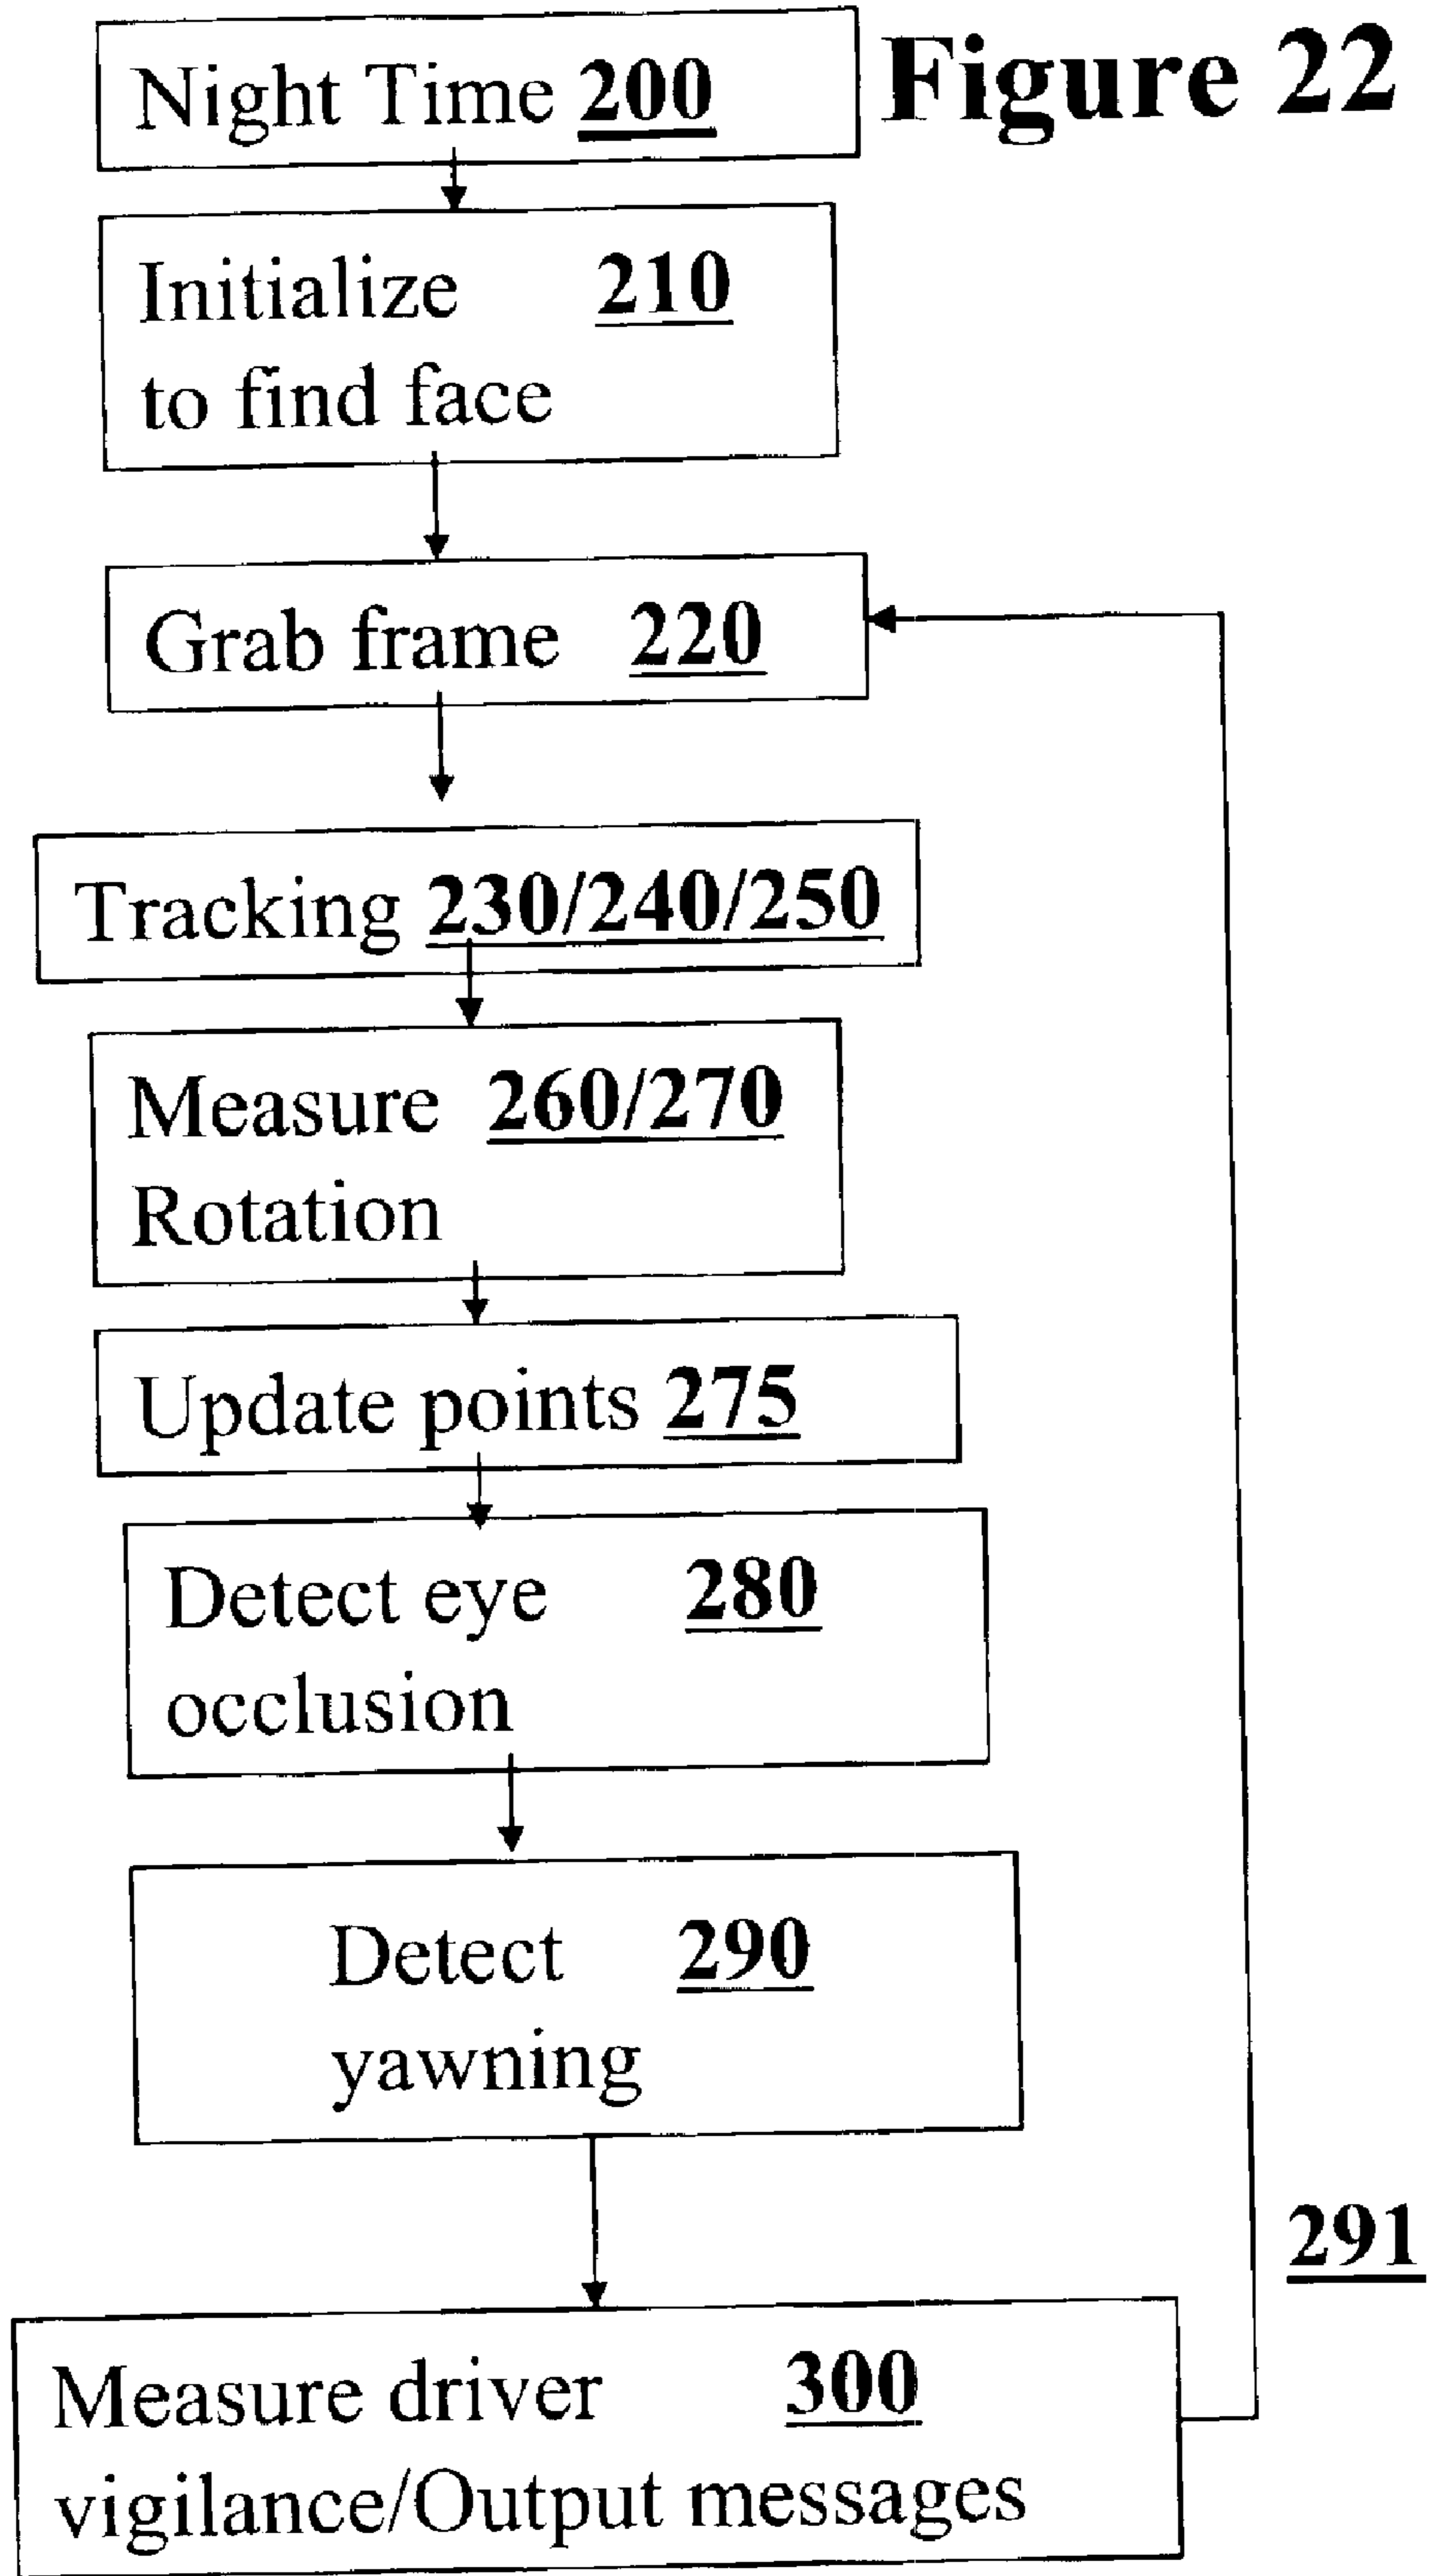 Night Time 200
Figure 22
Initialize 210
to find face
Grab frame 220
Tracking 230/240/250
Measure 260/270
Rotation
Update points 275
Detect eye 280
occlusion
Detect 290
yawning
291
Measure driver 300
vigilance/Output messages